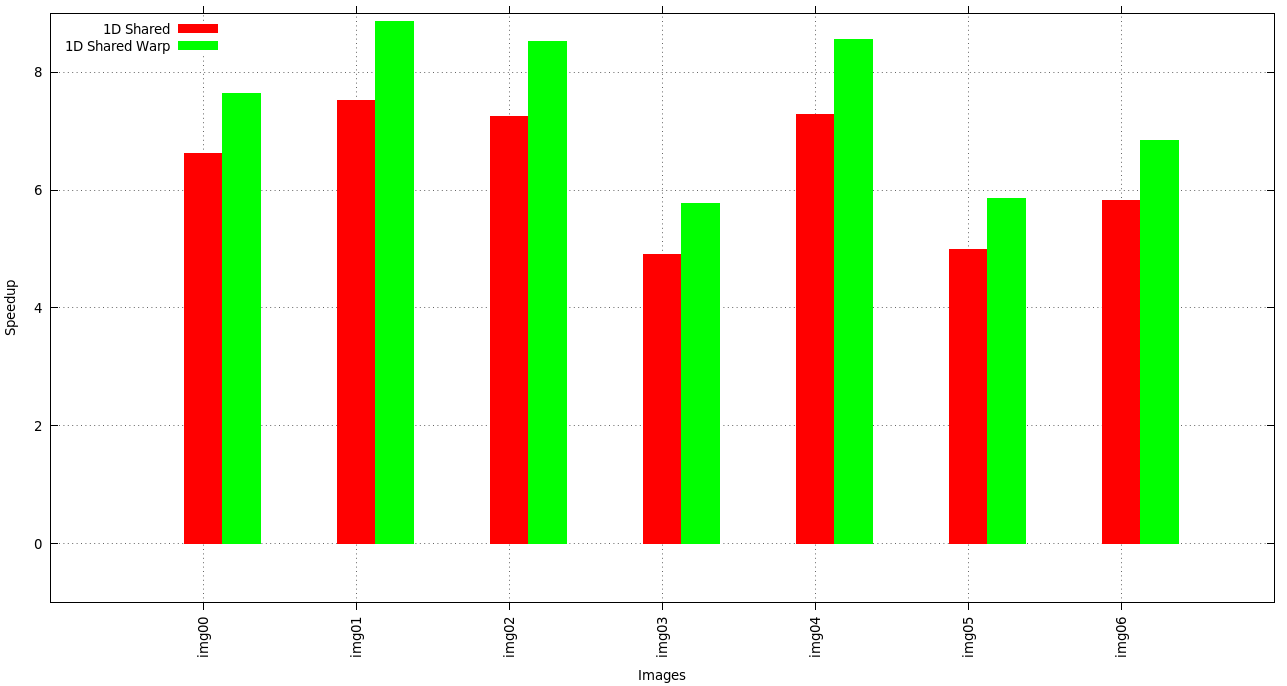 1D Shared
1D Shared Warp
8
6
4
2
0
Speedup
img00
img01
img02
img03
img04
img05
img06
Images